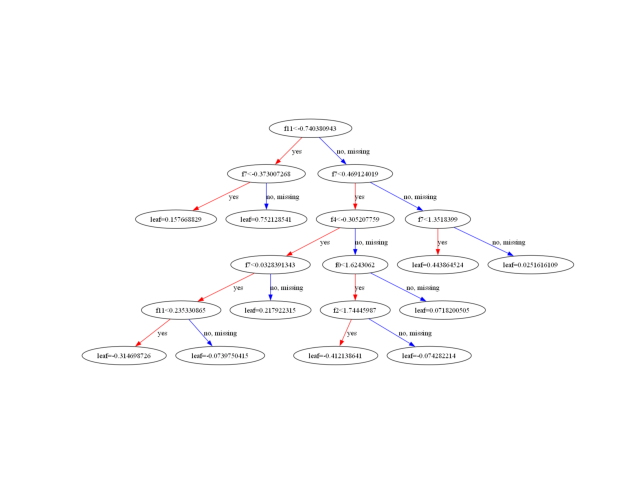 f11<-0.740380943
yes
no, missing
f7<-0.373007268
f7<0.469124019
yes
no, missing
yes
no, missing
leaf=0.157668829
leaf=0.752128541
f4<-0.305207759
f7<1.3518399
yes
no, missing
yes
no, missing
f7<0.0328391343
f0<1.6243062
leaf=0.443864524
leaf=0.0251616109
yes
no, missing
yes
no, missing
f11<0.235330865
leaf=0.217922315
f2<1.74445987
leaf=0.0718200505
yes
no, missing
yes
no, missing
leaf=-0.314698726
leaf=-0.0739750415
leaf=-0.412138641
leaf=-0.074282214